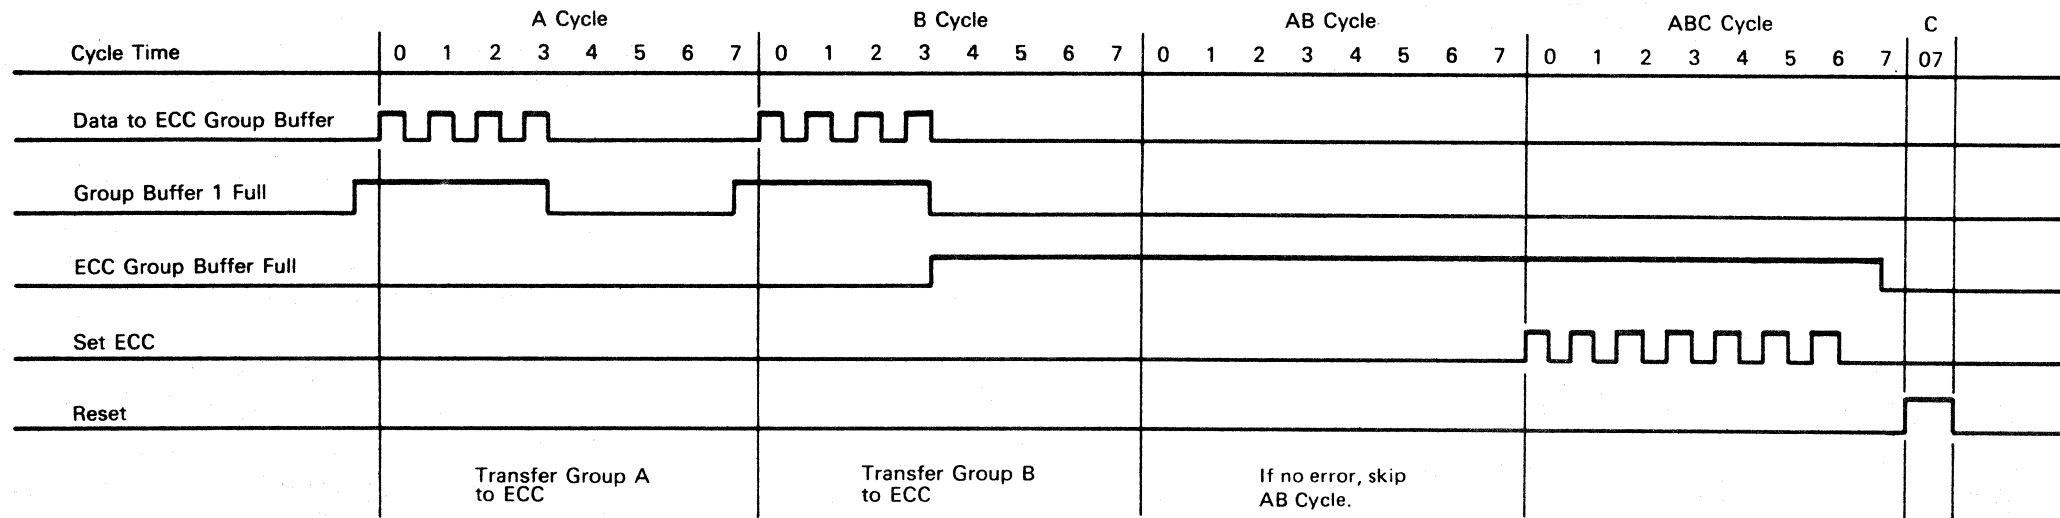 A Cycle B Cycle AB Cycle ABC Cycle C
Cycle Time 0 1 2 3 4 5 6 7 0 1 2 3 4 5 6 7 0 1 2 3 4 5 6 7 0 1 2 3 4 5 6 7 07
Data to ECC Group Buffer
Group Buffer 1 Full
ECC Group Buffer Full
Set ECC
Reset
Transfer Group A Transfer Group B If no error, skip
to ECC to ECC AB Cycle.